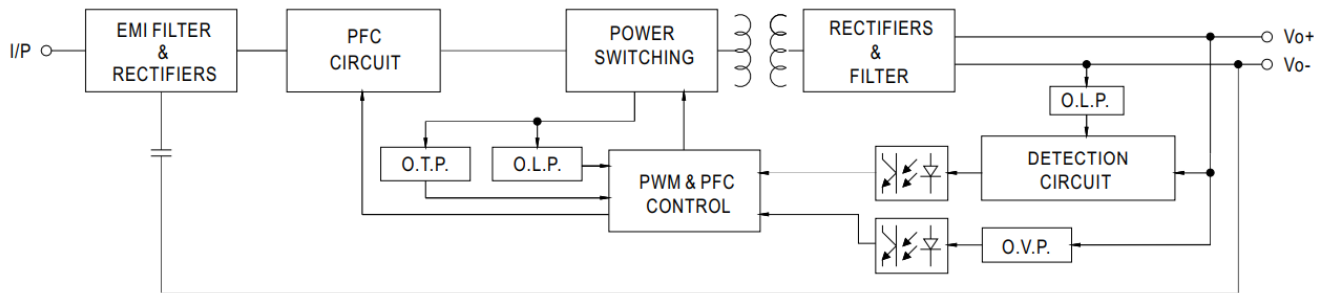 I/P
EMI FILTER
&
RECTIFIERS
PFC
CIRCUIT
POWER
SWITCHING
RECTIFIERS
&
FILTER
Vo+
Vo-
O.L.P.
O.T.P.
O.L.P.
PWM & PFC
CONTROL
DETECTION
CIRCUIT
O.V.P.